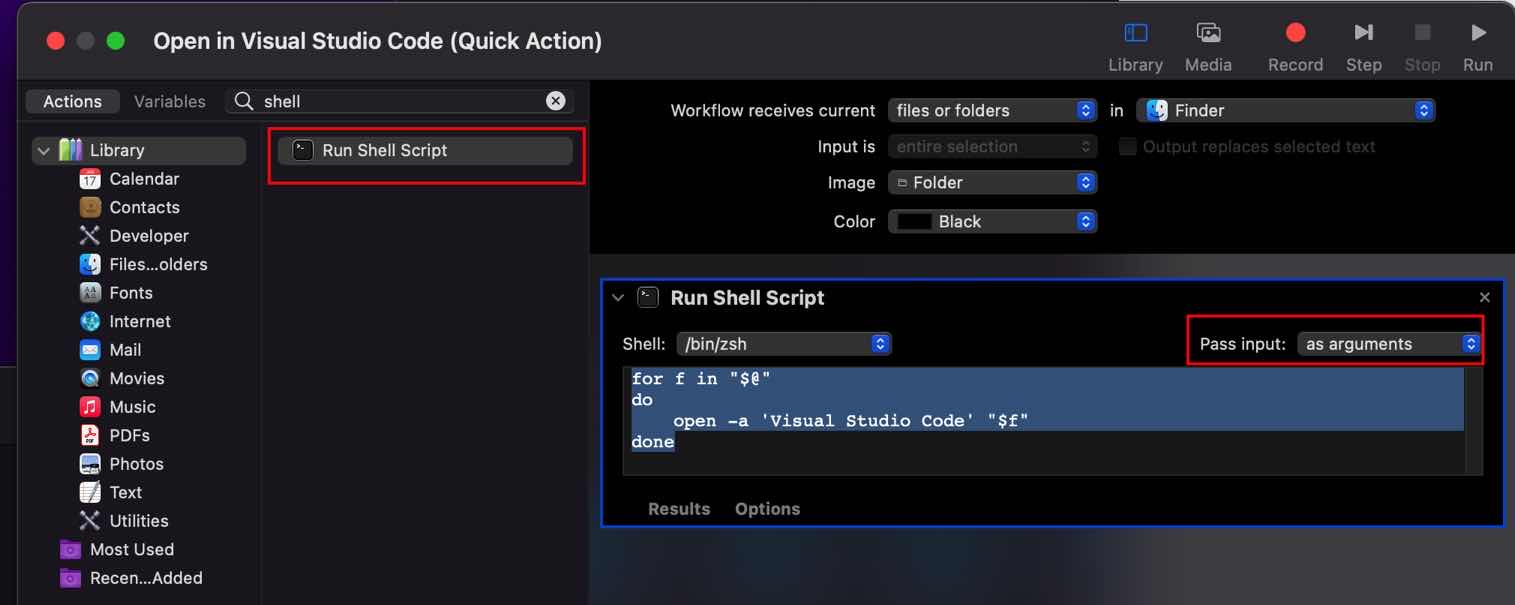 Open in Visual Studio Code (Quick Action)
Library
Media
Record
Step
Stop
Run
Actions
Variables
shell
Library
Calendar
17
Contacts
Developer
Files...olders
Fonts
Internet
Mail
Movies
Music
PDFs
Photos
Text
Utilities
Most Used
Recen...Added
Run Shell Script
Workflow receives current files or folders in Finder
Input is entire selection Output replaces selected text
Image Folder
Color Black
Run Shell Script
Shell: /bin/zsh Pass input: as arguments
for f in "$@"
do
    open -a 'Visual Studio Code' "$f"
done
Results Options